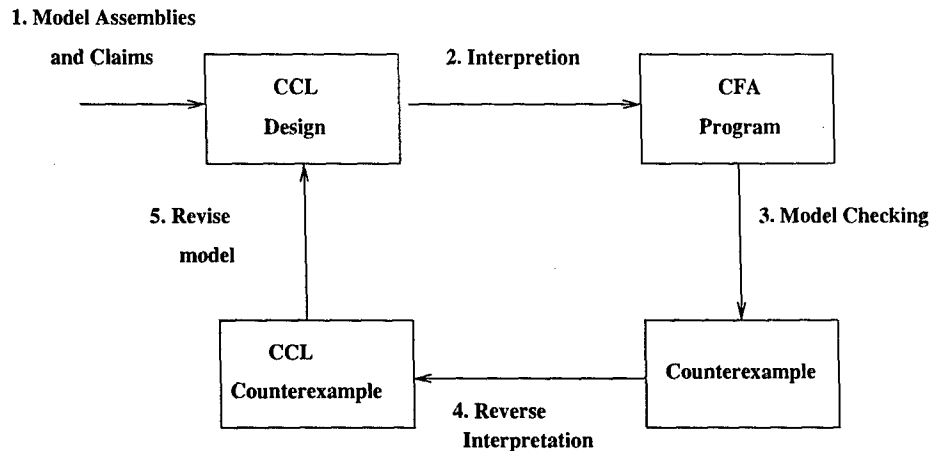 1. Model Assemblies
and Claims
CCL
Design
2. Interpretion
CFA
Program
5. Revise
model
3. Model Checking
CCL
Counterexample
Counterexample
4. Reverse
Interpretation